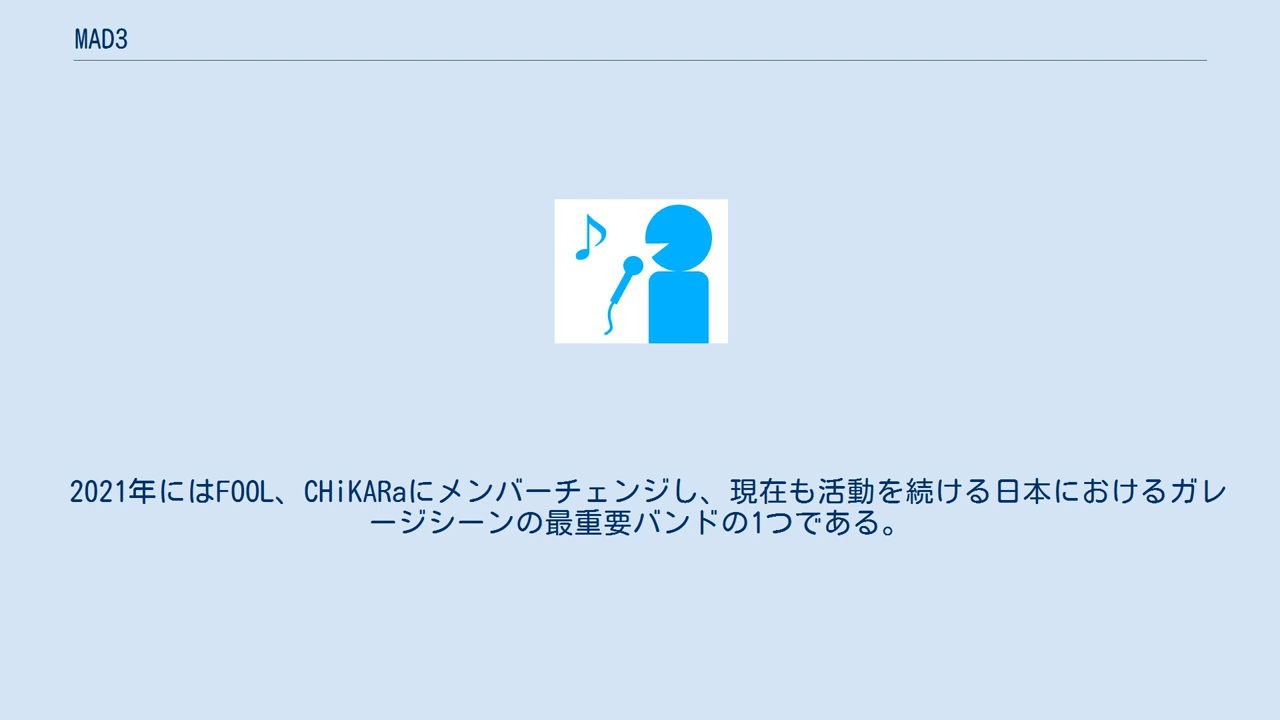 MAD3
2021年にはFOOL、CHiKARaにメンバーチェンジし、現在も活動を続ける日本におけるガレ
ージシーンの最重要バンドの1つである。